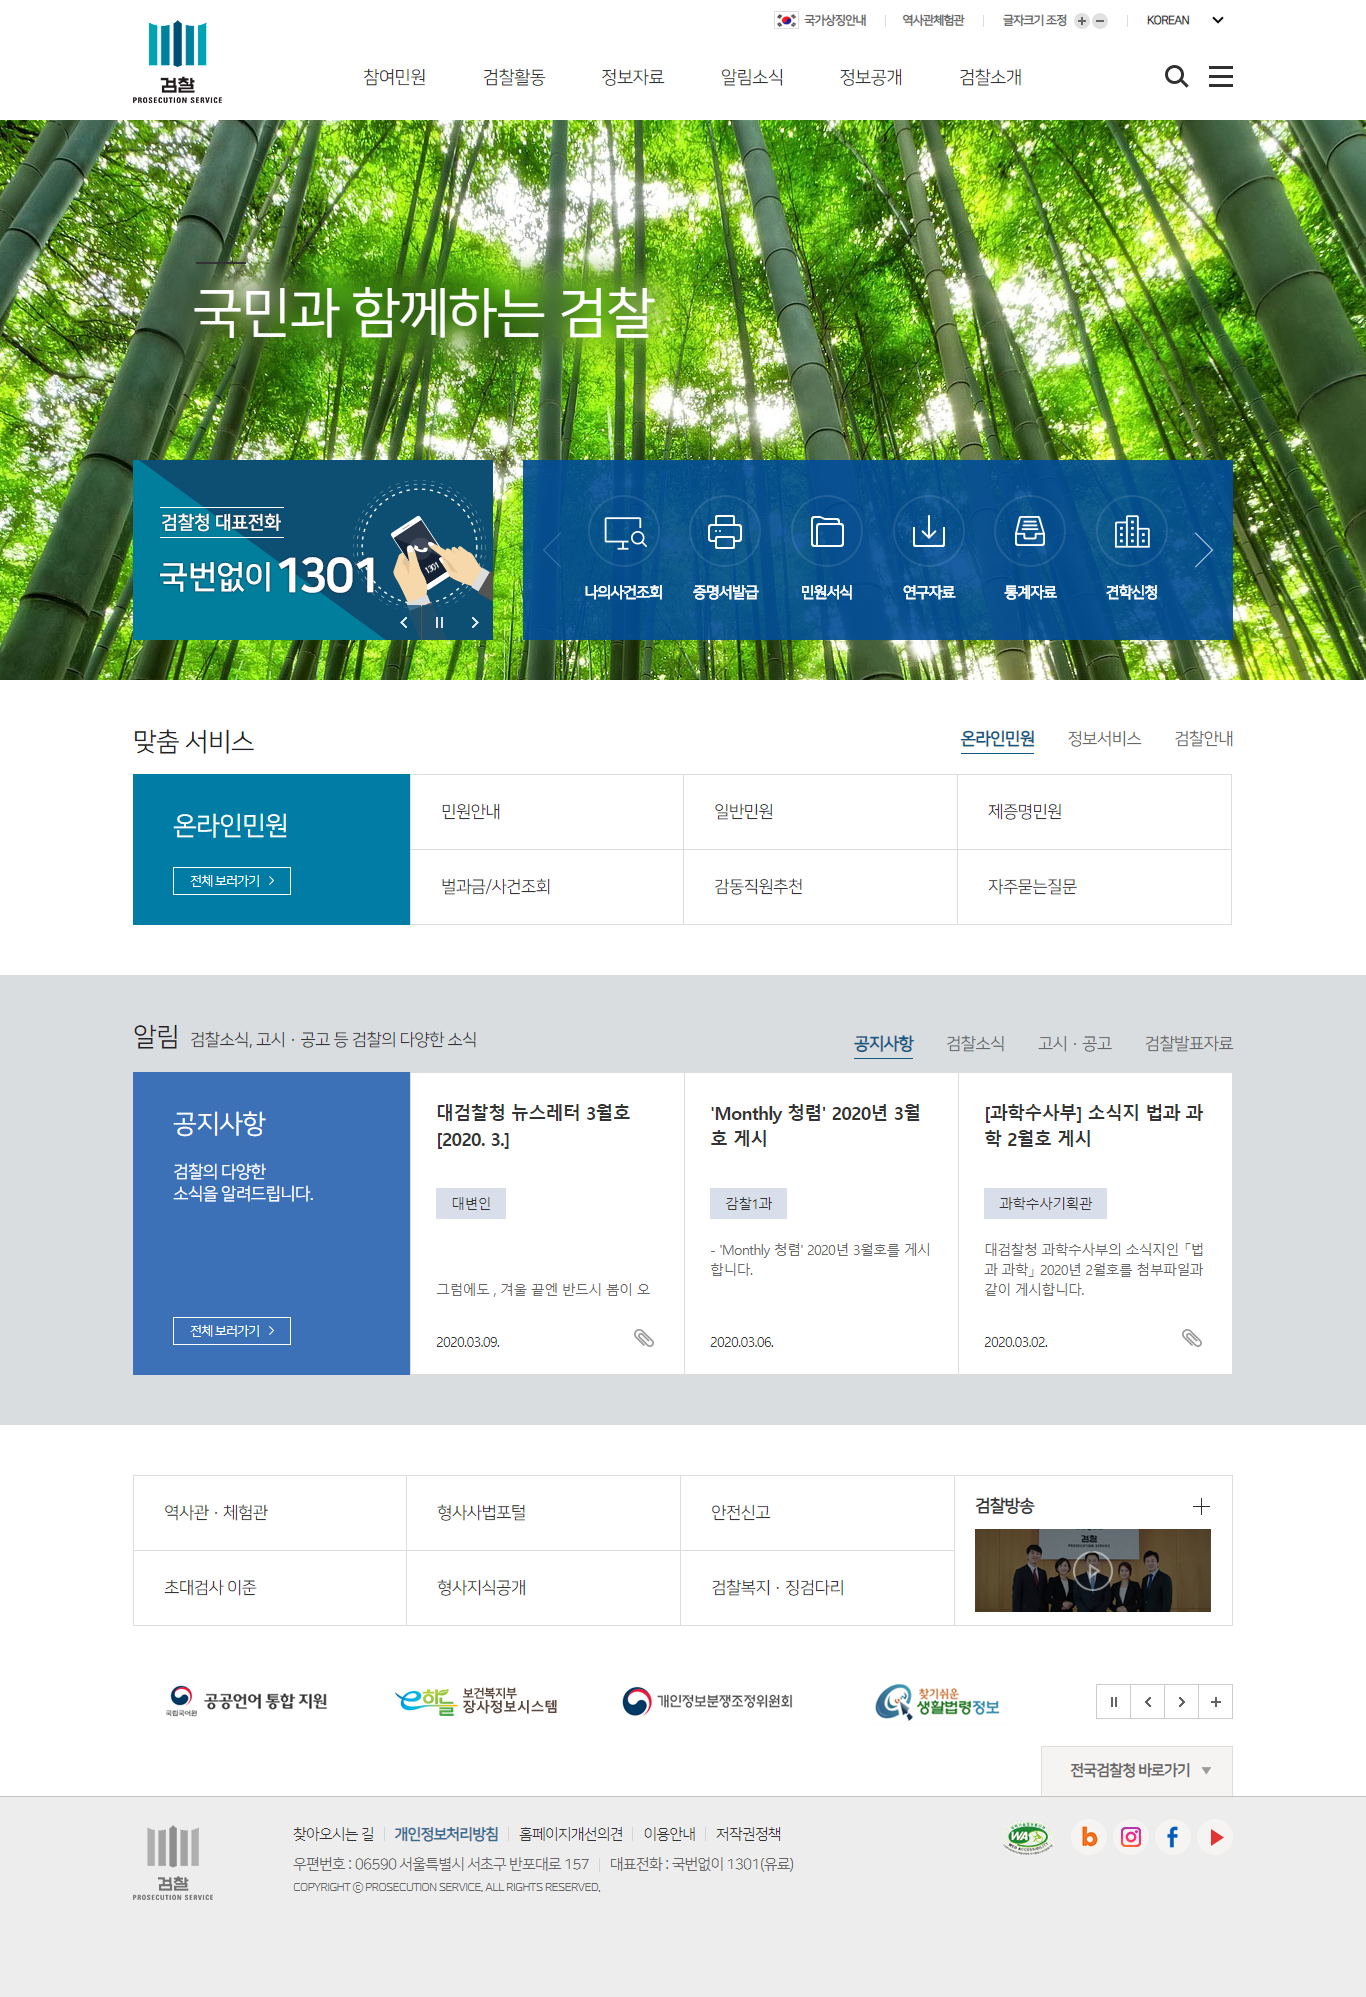 국가상징안내
역사관체험관
글자크기 조정
KOREAN
검찰
PROSECUTION SERVICE
참여민원
검찰활동
정보자료
알림소식
정보공개
검찰소개
국민과 함께하는 검찰
검찰청 대표전화
국번없이 1301
1301
나의사건조회
증명서발급
민원서식
연구자료
통계자료
견학신청
맞춤 서비스
온라인민원
정보서비스
검찰안내
온라인민원
전체 보러가기
민원안내
일반민원
제증명민원
벌과금/사건조회
감동직원추천
자주묻는질문
알림
검찰소식, 고시 · 공고 등 검찰의 다양한 소식
공지사항
검찰소식
고시 · 공고
검찰발표자료
공지사항
검찰의 다양한
소식을 알려드립니다.
전체 보러가기
대검찰청 뉴스레터 3월호
[2020. 3.]
대변인
그럼에도 , 겨울 끝엔 반드시 봄이 오
2020.03.09.
'Monthly 청렴' 2020년 3월
호 게시
감찰1과
- 'Monthly 청렴' 2020년 3월호를 게시
합니다.
2020.03.06.
[과학수사부] 소식지 법과 과
학 2월호 게시
과학수사기획관
대검찰청 과학수사부의 소식지인 「법
과 과학」 2020년 2월호를 첨부파일과
같이 게시합니다.
2020.03.02.
역사관 · 체험관
형사사법포털
안전신고
초대검사 이준
형사지식공개
검찰복지 · 징검다리
검찰방송
검찰
PROSECUTION SERVICE
국립국어원
공공언어 통합 지원
e하늘
보건복지부
장사정보시스템
개인정보분쟁조정위원회
찾기쉬운
생활법령정보
전국검찰청 바로가기
검찰
PROSECUTION SERVICE
찾아오시는 길
개인정보처리방침
홈페이지개선의견
이용안내
저작권정책
우편번호 : 06590 서울특별시 서초구 반포대로 157
대표전화 : 국번없이 1301(유료)
COPYRIGHT ⓒ PROSECUTION SERVICE, ALL RIGHTS RESERVED.
WA